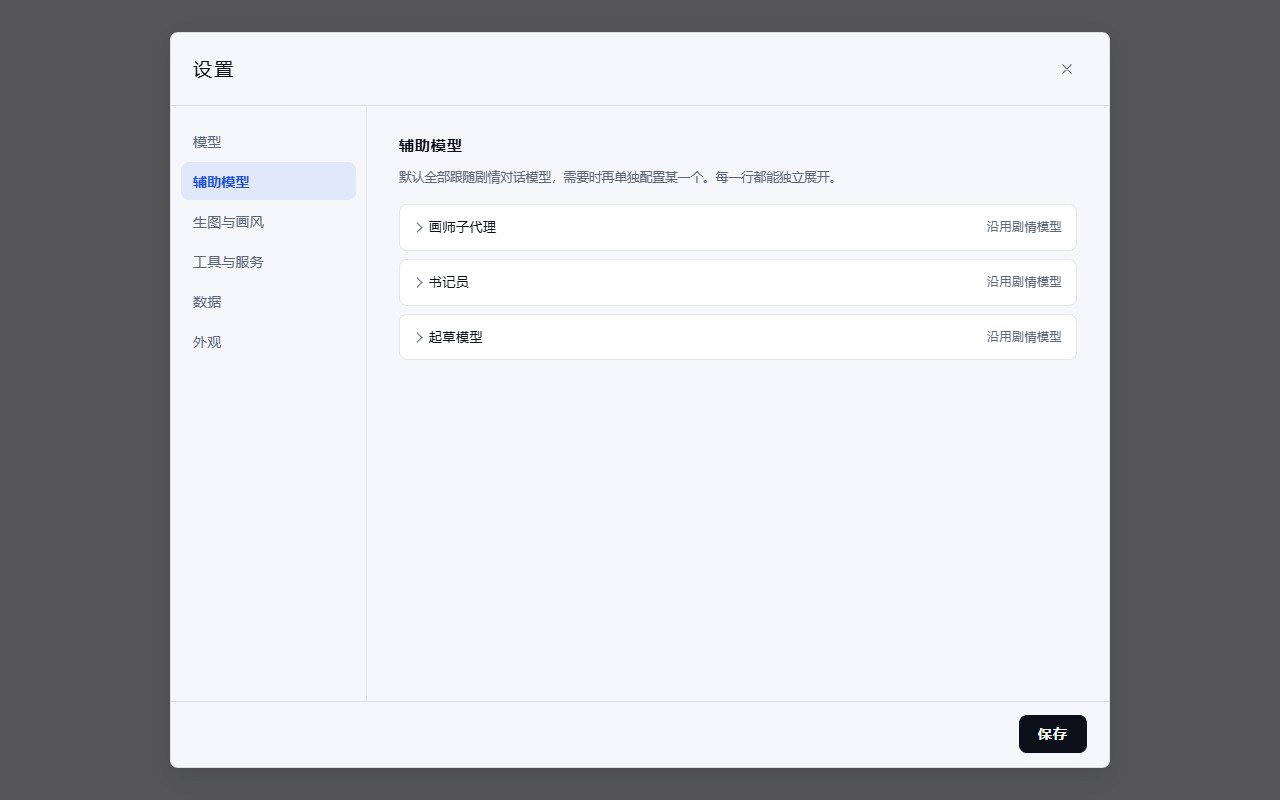 设置
模型
辅助模型
生图与画风
工具与服务
数据
外观
辅助模型
默认全部跟随剧情对话模型，需要时再单独配置某一个。每一行都能独立展开。
画师子代理 沿用剧情模型
书记员 沿用剧情模型
起草模型 沿用剧情模型
保存